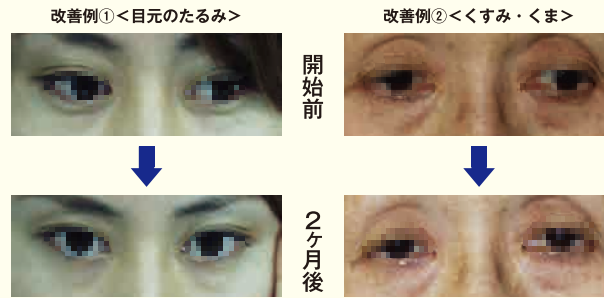 改善例①＜目元のたるみ＞
改善例②＜くすみ・くま＞
開始前
2ヶ月後